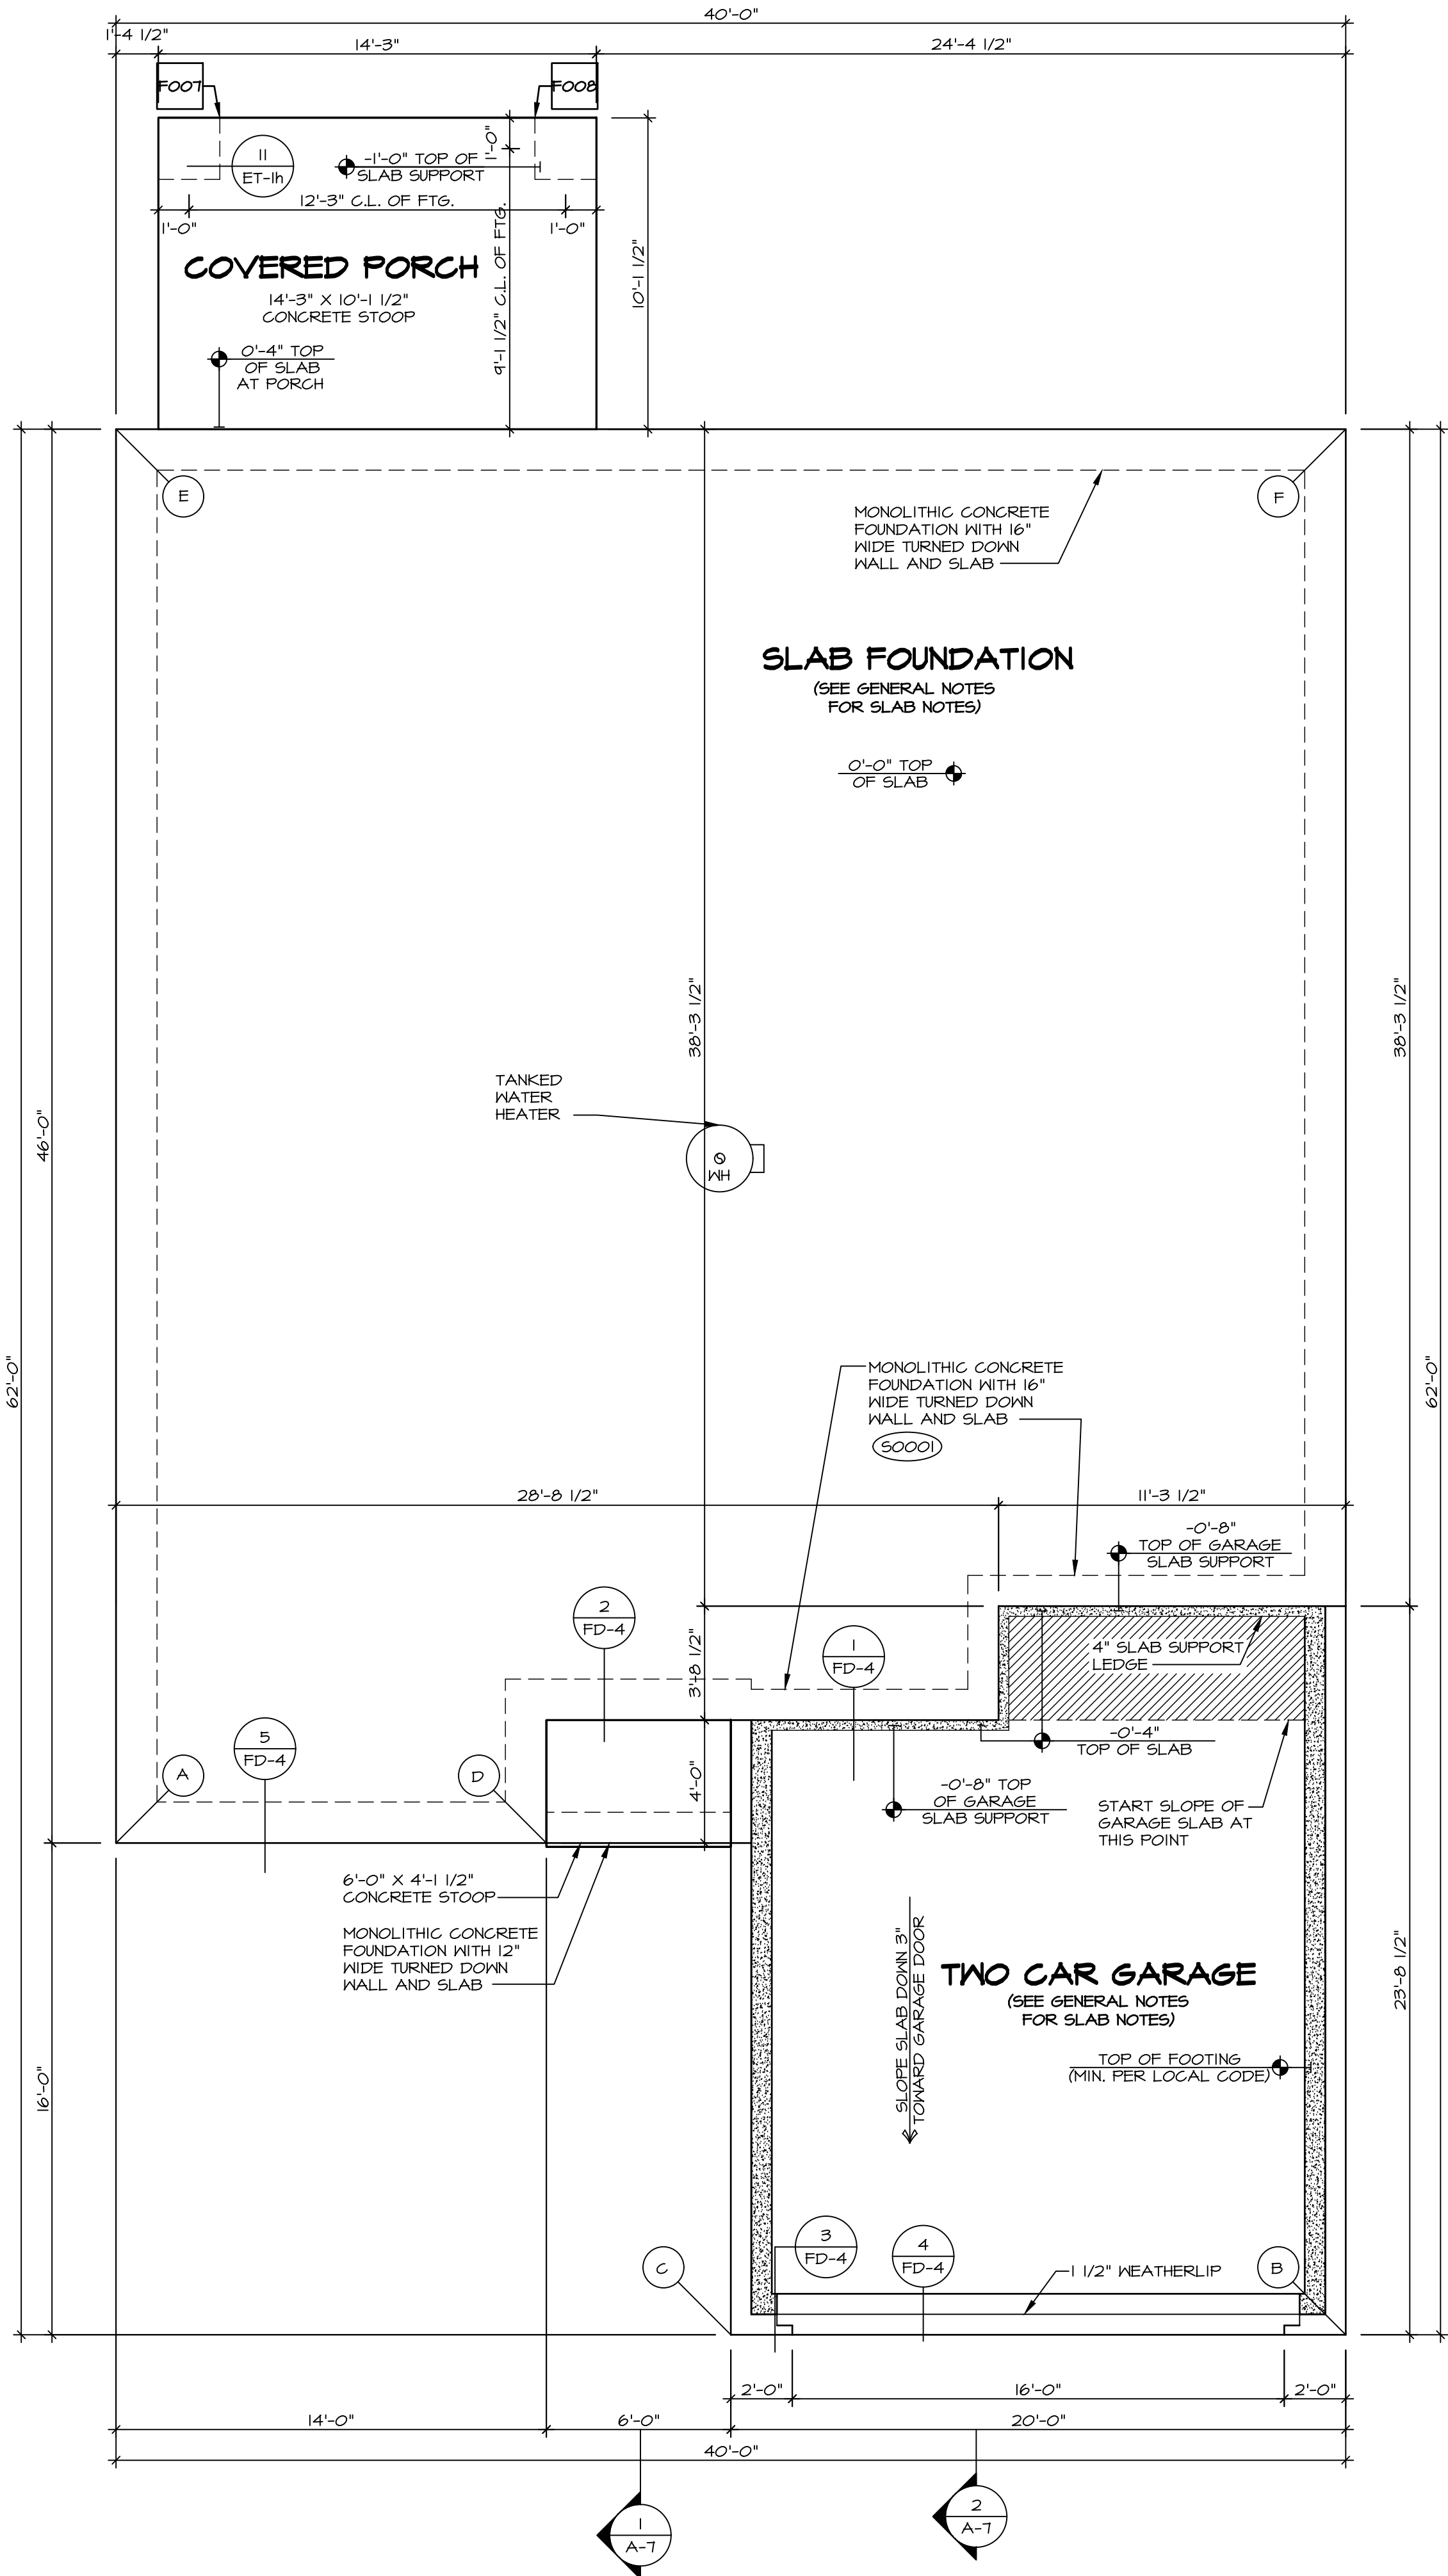 40'-0"
1'-4 1/2"
14'-3"
24'-4 1/2"
F007
F008
11
ET-1h
-1'-0" TOP OF
SLAB SUPPORT
1'-0"
12'-3" C.L. OF FTG.
1'-0"
1'-0"
COVERED PORCH
14'-3" X 10'-1 1/2"
CONCRETE STOOP
9'-1 1/2" C.L. OF FTG.
10'-1 1/2"
0'-4" TOP
OF SLAB
AT PORCH
E
F
MONOLITHIC CONCRETE
FOUNDATION WITH 16"
WIDE TURNED DOWN
WALL AND SLAB
SLAB FOUNDATION
(SEE GENERAL NOTES
FOR SLAB NOTES)
0'-0" TOP
OF SLAB
38'-3 1/2"
38'-3 1/2"
TANKED
WATER
HEATER
WH
46'-0"
62'-0"
62'-0"
MONOLITHIC CONCRETE
FOUNDATION WITH 16"
WIDE TURNED DOWN
WALL AND SLAB
S0001
28'-8 1/2"
11'-3 1/2"
-0'-8"
TOP OF GARAGE
SLAB SUPPORT
2
FD-4
1
FD-4
3'-8 1/2"
4" SLAB SUPPORT
LEDGE
5
FD-4
A
D
4'-0"
-0'-4"
TOP OF SLAB
-0'-8" TOP
OF GARAGE
SLAB SUPPORT
START SLOPE OF
GARAGE SLAB AT
THIS POINT
6'-0" X 4'-1 1/2"
CONCRETE STOOP
MONOLITHIC CONCRETE
FOUNDATION WITH 12"
WIDE TURNED DOWN
WALL AND SLAB
SLOPE SLAB DOWN 3"
TOWARD GARAGE DOOR
TWO CAR GARAGE
(SEE GENERAL NOTES
FOR SLAB NOTES)
23'-8 1/2"
TOP OF FOOTING
(MIN. PER LOCAL CODE)
16'-0"
3
FD-4
4
FD-4
C
B
1 1/2" WEATHERLIP
2'-0"
16'-0"
2'-0"
14'-0"
6'-0"
20'-0"
40'-0"
1
A-7
2
A-7